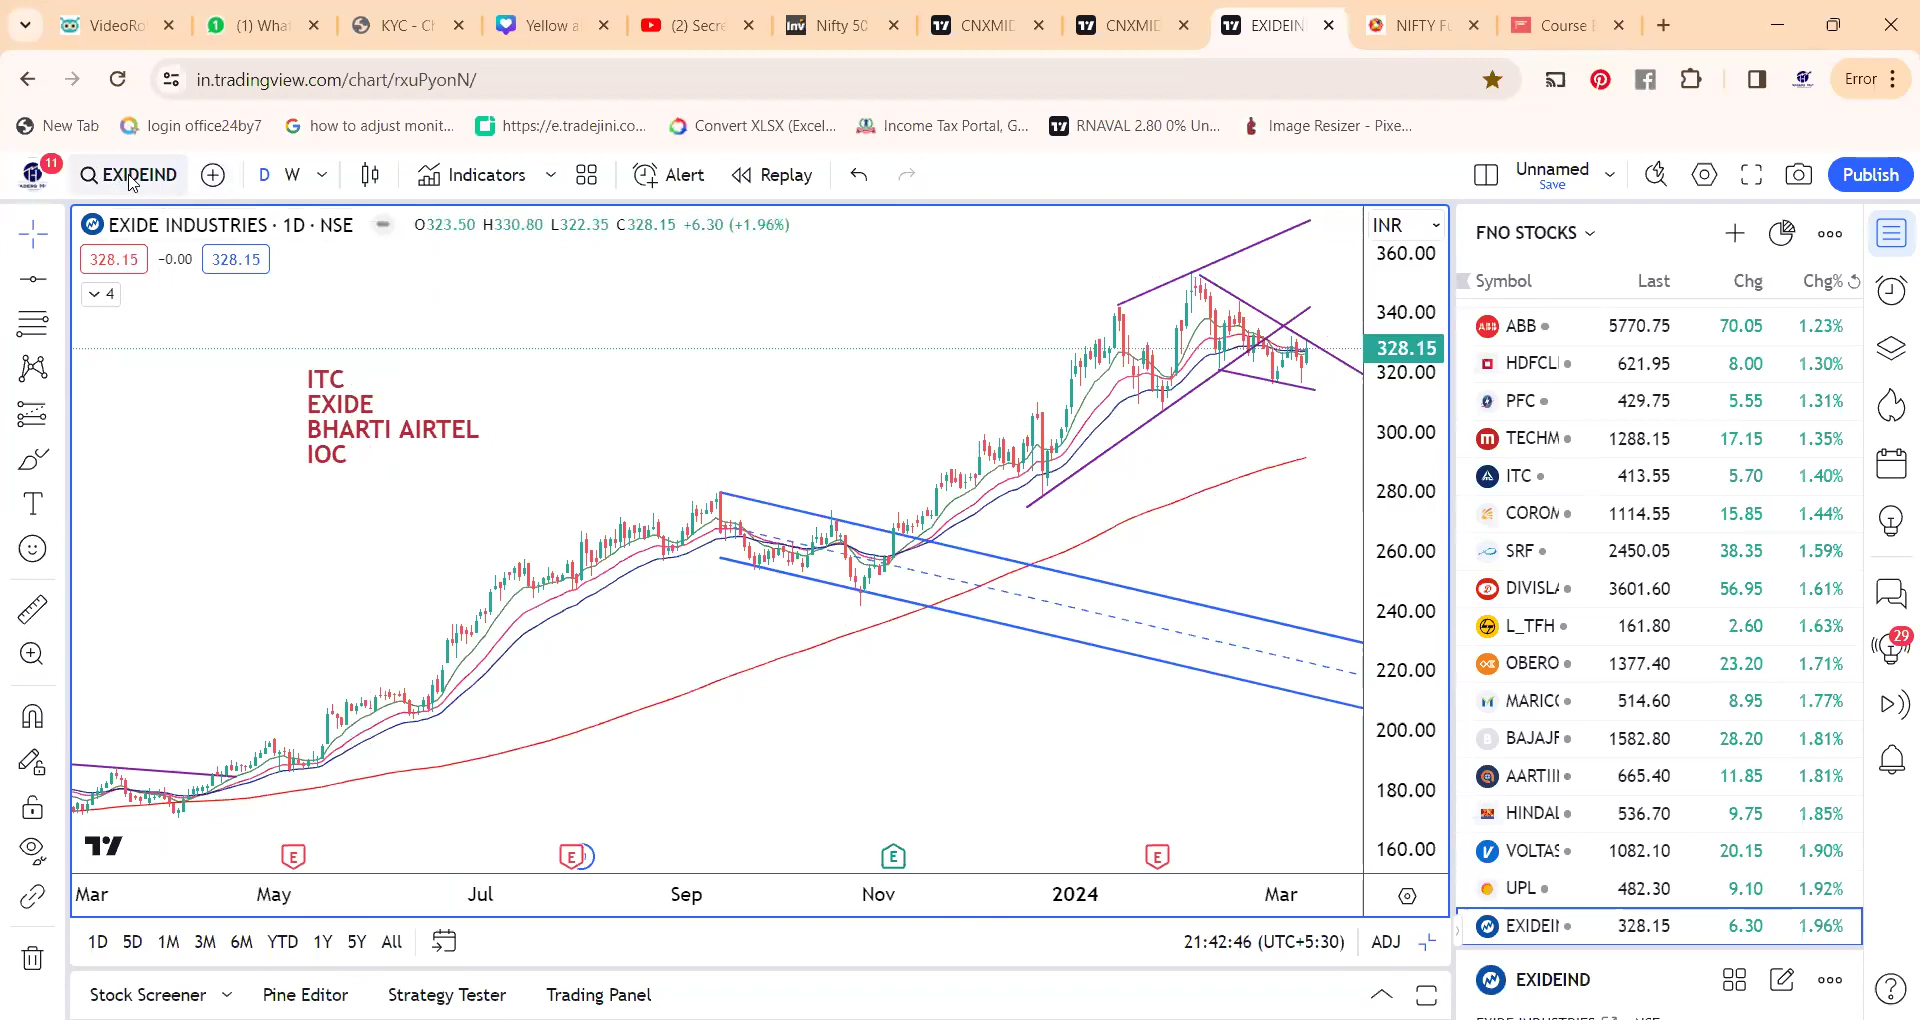 VideoRo
(1) What
KYC - Ch
Yellow a
(2) Secre
Nifty 50
CNXMID
CNXMID
EXIDEIN
NIFTY Fu
Course
in.tradingview.com/chart/rxuPyonN/
Error
New Tab
login office24by7
how to adjust monit...
https://e.tradejini.co...
Convert XLSX (Excel...
Income Tax Portal, G...
RNAVAL 2.80 0% Un...
Image Resizer - Pixe...
11
EXIDEIND
D
W
Indicators
Alert
Replay
Unnamed
Save
Publish
EXIDE INDUSTRIES · 1D · NSE
O323.50 H330.80 L322.35 C328.15 +6.30 (+1.96%)
328.15
-0.00
328.15
4
INR
360.00
340.00
328.15
320.00
300.00
280.00
260.00
240.00
220.00
200.00
180.00
160.00
ITC
EXIDE
BHARTI AIRTEL
IOC
E
E
E
E
Mar
May
Jul
Sep
Nov
2024
Mar
1D 5D 1M 3M 6M YTD 1Y 5Y All
21:42:46 (UTC+5:30)
ADJ
Stock Screener
Pine Editor
Strategy Tester
Trading Panel
FNO STOCKS
Symbol Last Chg Chg%
ABB 5770.75 70.05 1.23%
HDFCL 621.95 8.00 1.30%
PFC 429.75 5.55 1.31%
TECHM 1288.15 17.15 1.35%
ITC 413.55 5.70 1.40%
COROM 1114.55 15.85 1.44%
SRF 2450.05 38.35 1.59%
DIVISLA 3601.60 56.95 1.61%
L_TFH 161.80 2.60 1.63%
OBERO 1377.40 23.20 1.71%
MARICO 514.60 8.95 1.77%
BAJAJF 1582.80 28.20 1.81%
AARTIII 665.40 11.85 1.81%
HINDAL 536.70 9.75 1.85%
VOLTAS 1082.10 20.15 1.90%
UPL 482.30 9.10 1.92%
EXIDEIN 328.15 6.30 1.96%
EXIDEIND
29